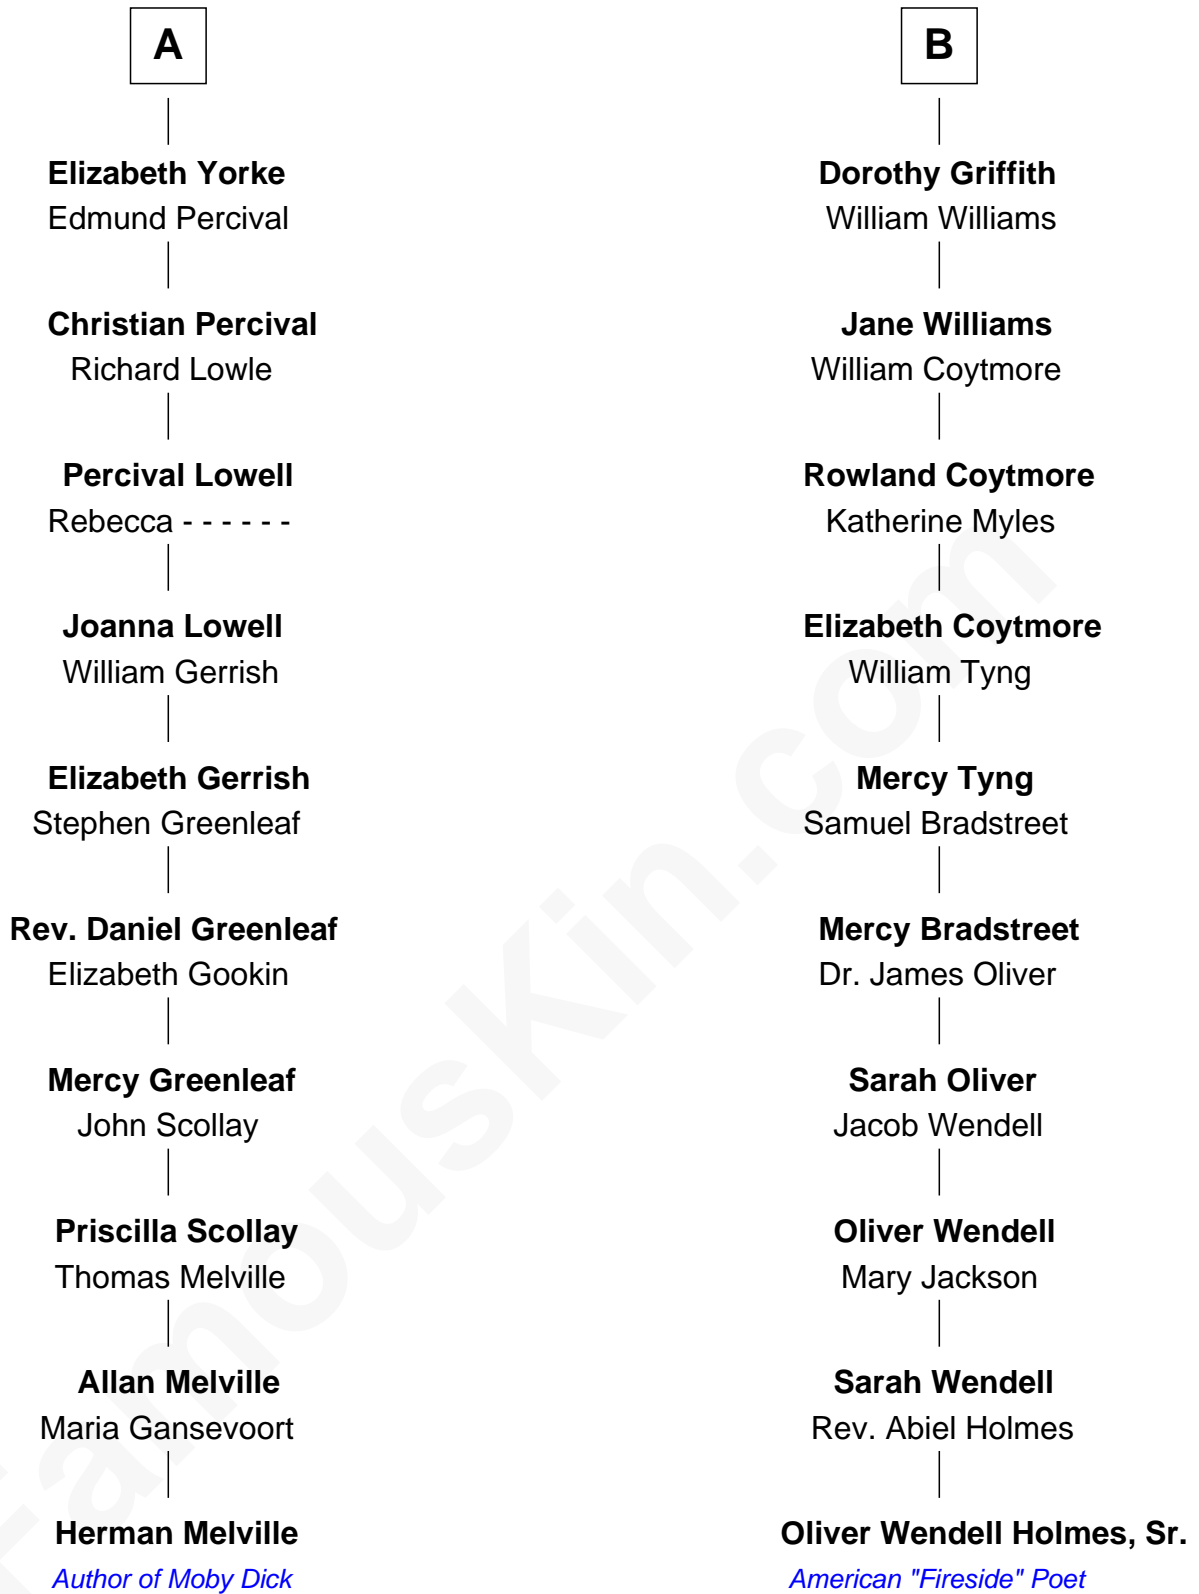 A
Elizabeth Yorke
Edmund Percival
Christian Percival
Richard Lowle
Percival Lowell
Rebecca - - - - - -
Joanna Lowell
William Gerrish
Elizabeth Gerrish
Stephen Greenleaf
Rev. Daniel Greenleaf
Elizabeth Gookin
Mercy Greenleaf
John Scollay
Priscilla Scollay
Thomas Melville
Allan Melville
Maria Gansevoort
Herman Melville
Author of Moby Dick
B
Dorothy Griffith
William Williams
Jane Williams
William Coytmore
Rowland Coytmore
Katherine Myles
Elizabeth Coytmore
William Tyng
Mercy Tyng
Samuel Bradstreet
Mercy Bradstreet
Dr. James Oliver
Sarah Oliver
Jacob Wendell
Oliver Wendell
Mary Jackson
Sarah Wendell
Rev. Abiel Holmes
Oliver Wendell Holmes, Sr.
American "Fireside" Poet
FamousKin.com